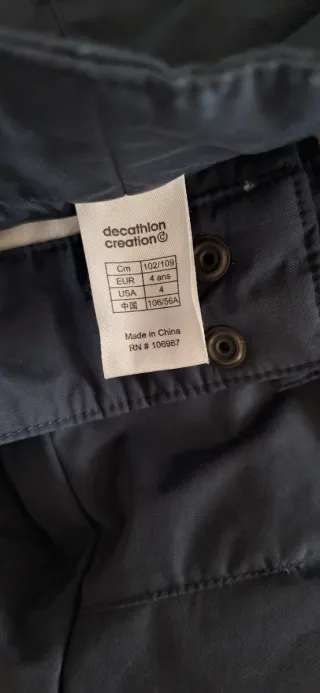 decathlon
creation©
Cm 102/109
EUR 4 ans
USA 4
中国 106/56A
Made in China
RN # 106987